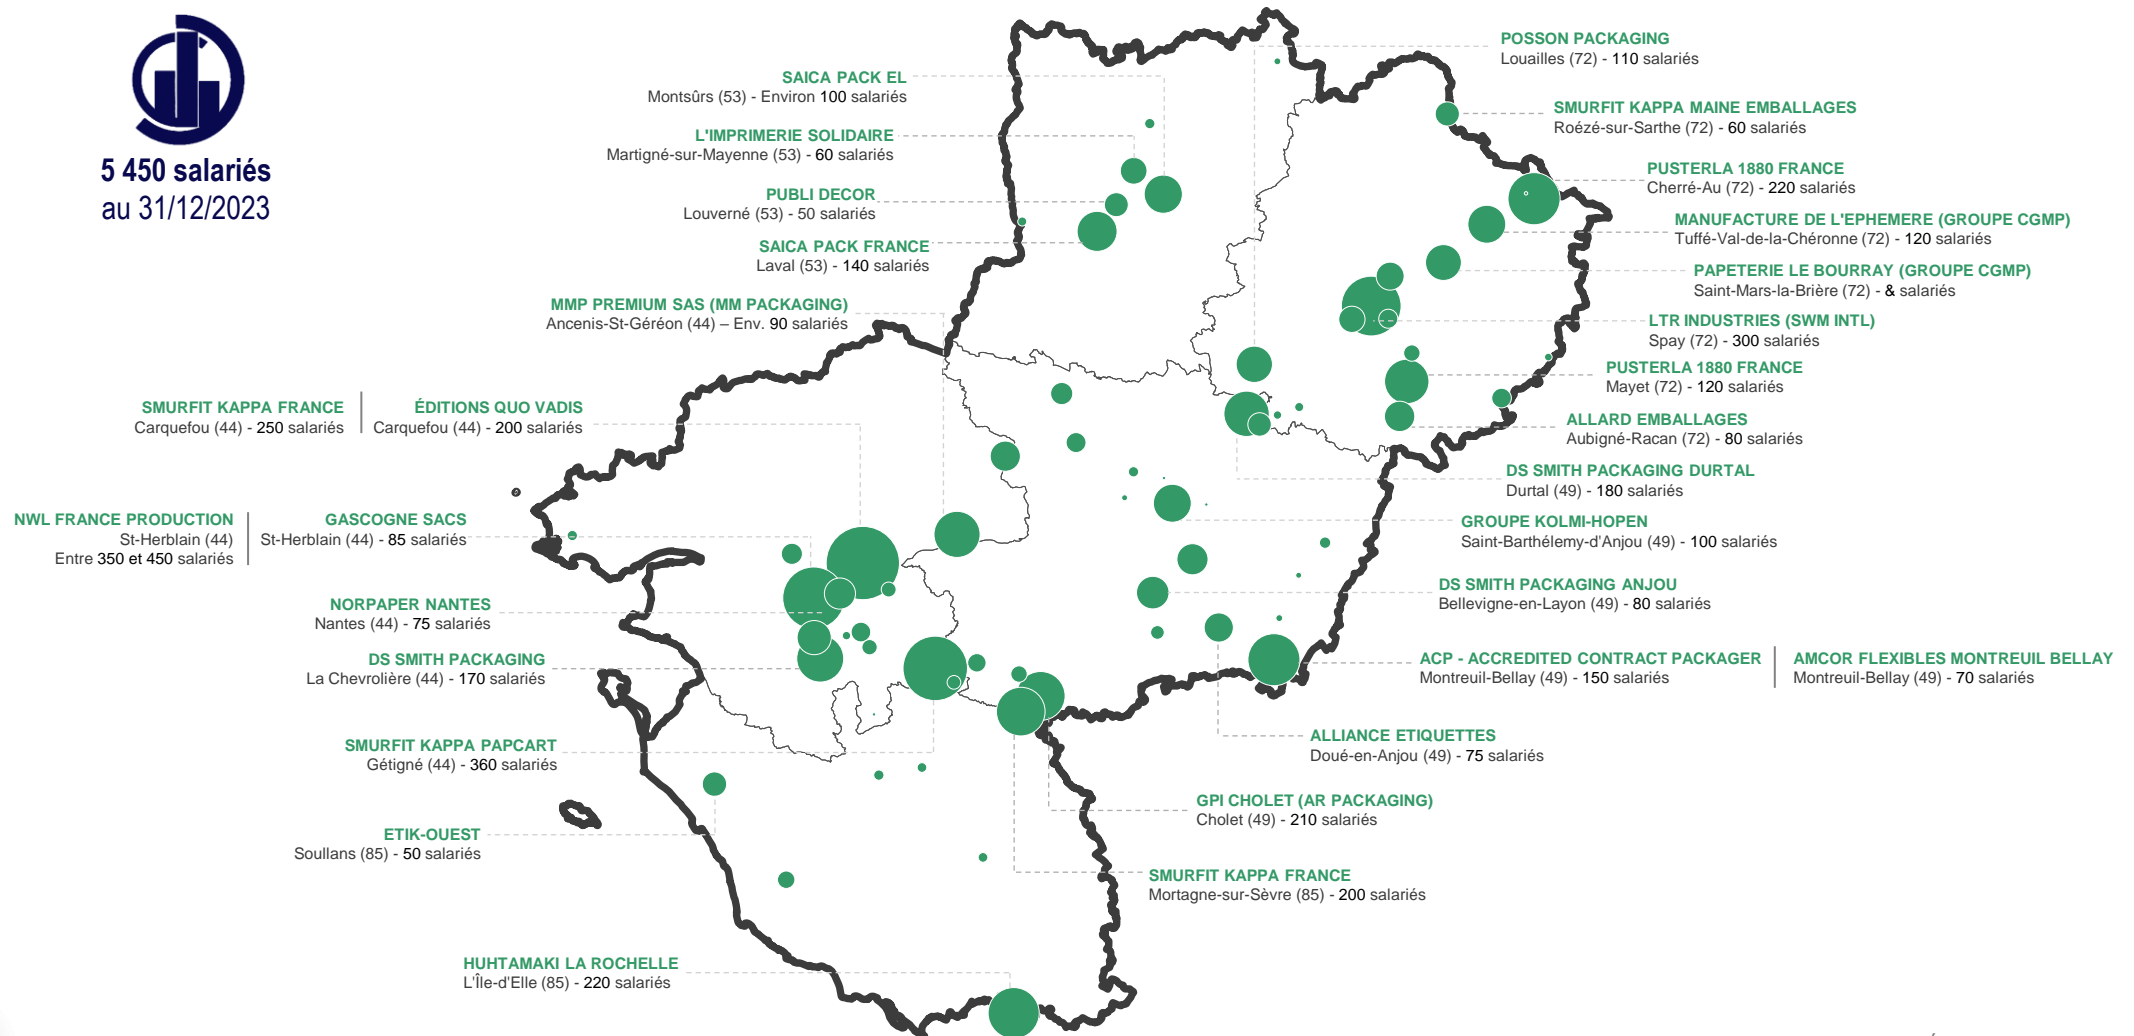 5 450 salariés
au 31/12/2023
SAICA PACK EL
Montsûrs (53) - Environ 100 salariés
L'IMPRIMERIE SOLIDAIRE
Martigné-sur-Mayenne (53) - 60 salariés
PUBLI DECOR
Louverné (53) - 50 salariés
SAICA PACK FRANCE
Laval (53) - 140 salariés
MMP PREMIUM SAS (MM PACKAGING)
Ancenis-St-Géréon (44) – Env. 90 salariés
SMURFIT KAPPA FRANCE
Carquefou (44) - 250 salariés
ÉDITIONS QUO VADIS
Carquefou (44) - 200 salariés
NWL FRANCE PRODUCTION
St-Herblain (44)
Entre 350 et 450 salariés
GASCOGNE SACS
St-Herblain (44) - 85 salariés
NORPAPER NANTES
Nantes (44) - 75 salariés
DS SMITH PACKAGING
La Chevrolière (44) - 170 salariés
SMURFIT KAPPA PAPCART
Gétigné (44) - 360 salariés
ETIK-OUEST
Soullans (85) - 50 salariés
HUHTAMAKI LA ROCHELLE
L'Île-d'Elle (85) - 220 salariés
POSSON PACKAGING
Louailles (72) - 110 salariés
SMURFIT KAPPA MAINE EMBALLAGES
Roézé-sur-Sarthe (72) - 60 salariés
PUSTERLA 1880 FRANCE
Cherré-Au (72) - 220 salariés
MANUFACTURE DE L'EPHEMERE (GROUPE CGMP)
Tuffé-Val-de-la-Chéronne (72) - 120 salariés
PAPETERIE LE BOURRAY (GROUPE CGMP)
Saint-Mars-la-Brière (72) - & salariés
LTR INDUSTRIES (SWM INTL)
Spay (72) - 300 salariés
PUSTERLA 1880 FRANCE
Mayet (72) - 120 salariés
ALLARD EMBALLAGES
Aubigné-Racan (72) - 80 salariés
DS SMITH PACKAGING DURTAL
Durtal (49) - 180 salariés
GROUPE KOLMI-HOPEN
Saint-Barthélemy-d'Anjou (49) - 100 salariés
DS SMITH PACKAGING ANJOU
Bellevigne-en-Layon (49) - 80 salariés
ACP - ACCREDITED CONTRACT PACKAGER
Montreuil-Bellay (49) - 150 salariés
AMCOR FLEXIBLES MONTREUIL BELLAY
Montreuil-Bellay (49) - 70 salariés
ALLIANCE ETIQUETTES
Doué-en-Anjou (49) - 75 salariés
GPI CHOLET (AR PACKAGING)
Cholet (49) - 210 salariés
SMURFIT KAPPA FRANCE
Mortagne-sur-Sèvre (85) - 200 salariés